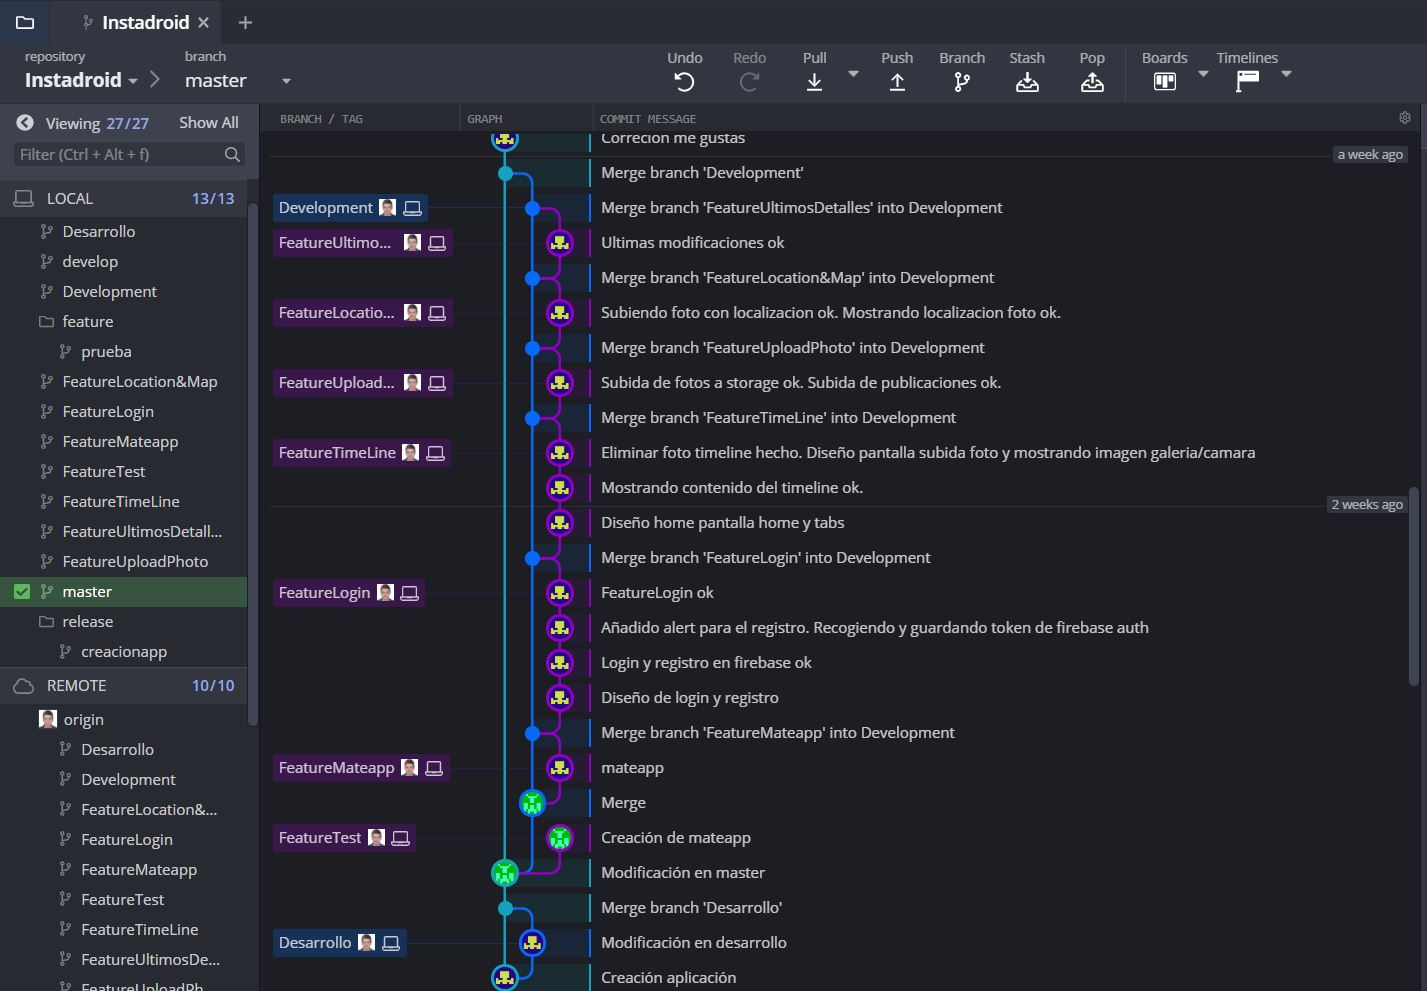 Instadroid
repository
branch
Instadroid
master
Undo
Redo
Pull
Push
Branch
Stash
Pop
Boards
Timelines
Viewing 27/27
Show All
Filter (Ctrl + Alt + f)
LOCAL 13/13
Desarrollo
develop
Development
feature
prueba
FeatureLocation&Map
FeatureLogin
FeatureMateapp
FeatureTest
FeatureTimeLine
FeatureUltimosDetall...
FeatureUploadPhoto
master
release
creacionapp
REMOTE 10/10
origin
Desarrollo
Development
FeatureLocation&...
FeatureLogin
FeatureMateapp
FeatureTest
FeatureTimeLine
FeatureUltimosDe...
FeatureUploadPh
BRANCH / TAG
GRAPH
COMMIT MESSAGE
Correcion me gustas
a week ago
Merge branch 'Development'
Development
Merge branch 'FeatureUltimosDetalles' into Development
FeatureUltimo...
Ultimas modificaciones ok
Merge branch 'FeatureLocation&Map' into Development
FeatureLocatio...
Subiendo foto con localizacion ok. Mostrando localizacion foto ok.
Merge branch 'FeatureUploadPhoto' into Development
FeatureUpload...
Subida de fotos a storage ok. Subida de publicaciones ok.
Merge branch 'FeatureTimeLine' into Development
FeatureTimeLine
Eliminar foto timeline hecho. Diseño pantalla subida foto y mostrando imagen galeria/camara
Mostrando contenido del timeline ok.
2 weeks ago
Diseño home pantalla home y tabs
Merge branch 'FeatureLogin' into Development
FeatureLogin
FeatureLogin ok
Añadido alert para el registro. Recogiendo y guardando token de firebase auth
Login y registro en firebase ok
Diseño de login y registro
Merge branch 'FeatureMateapp' into Development
FeatureMateapp
mateapp
Merge
FeatureTest
Creación de mateapp
Modificación en master
Merge branch 'Desarrollo'
Desarrollo
Modificación en desarrollo
Creación aplicación